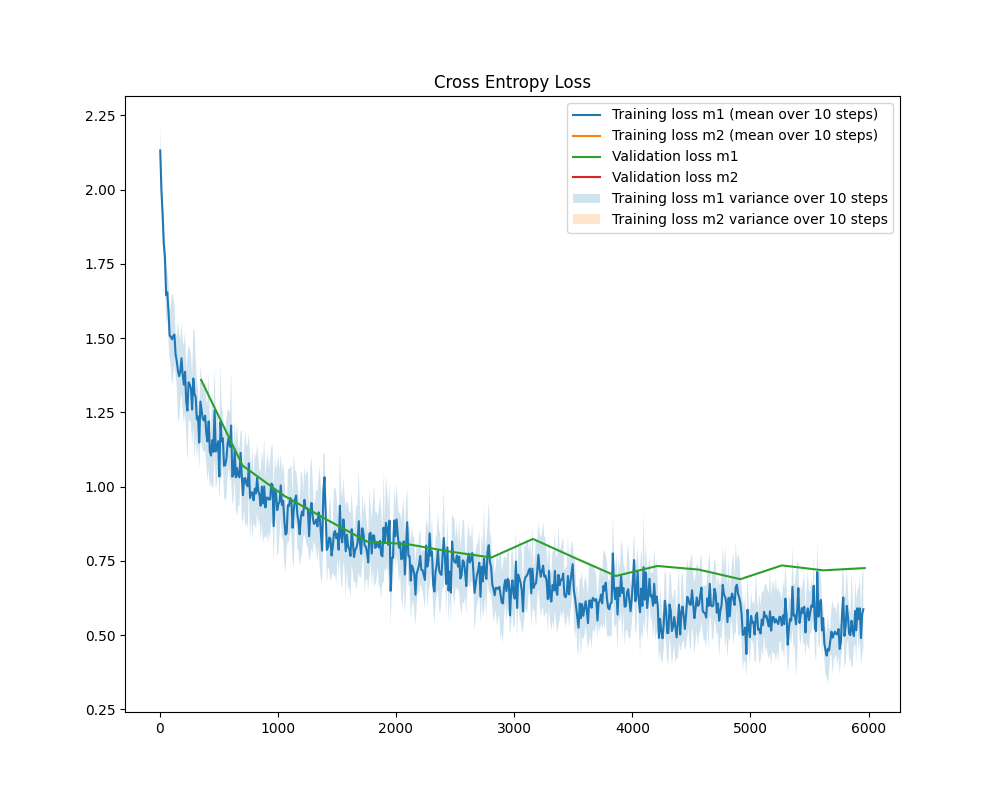 Cross Entropy Loss
2.25
2.00
1.75
1.50
1.25
1.00
0.75
0.50
0.25
Training loss m1 (mean over 10 steps)
Training loss m2 (mean over 10 steps)
Validation loss m1
Validation loss m2
Training loss m1 variance over 10 steps
Training loss m2 variance over 10 steps
0 1000 2000 3000 4000 5000 6000